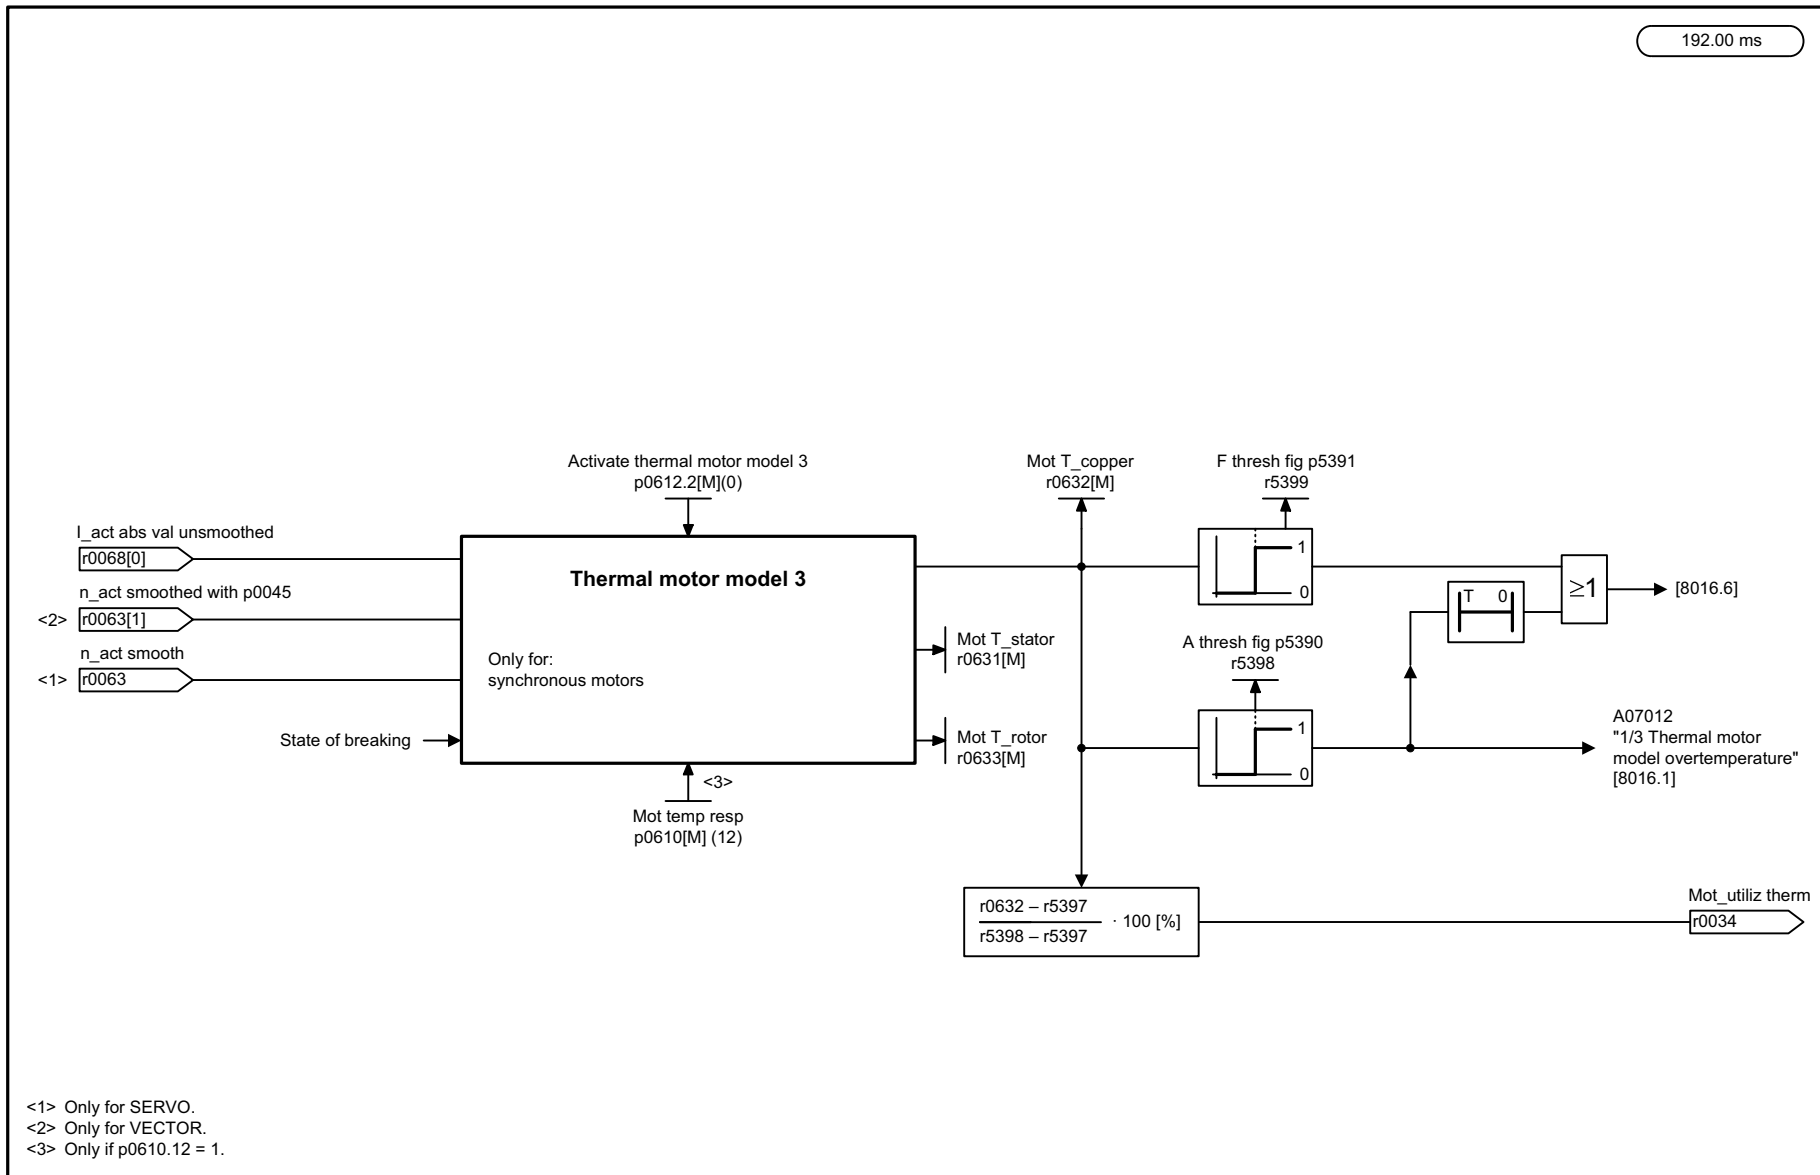 192.00 ms
Activate thermal motor model 3
p0612.2[M](0)
Mot T_copper
r0632[M]
F thresh fig p5391
r5399
I_act abs val unsmoothed
r0068[0]
n_act smoothed with p0045
<2> r0063[1]
n_act smooth
<1> r0063
State of breaking
Thermal motor model 3
Only for:
synchronous motors
<3>
Mot temp resp
p0610[M] (12)
Mot T_stator
r0631[M]
Mot T_rotor
r0633[M]
1
0
T 0
≥1
[8016.6]
A thresh fig p5390
r5398
1
0
A07012
"1/3 Thermal motor
model overtemperature"
[8016.1]
r0632 – r5397
r5398 – r5397
· 100 [%]
Mot_utiliz therm
r0034
<1> Only for SERVO.
<2> Only for VECTOR.
<3> Only if p0610.12 = 1.